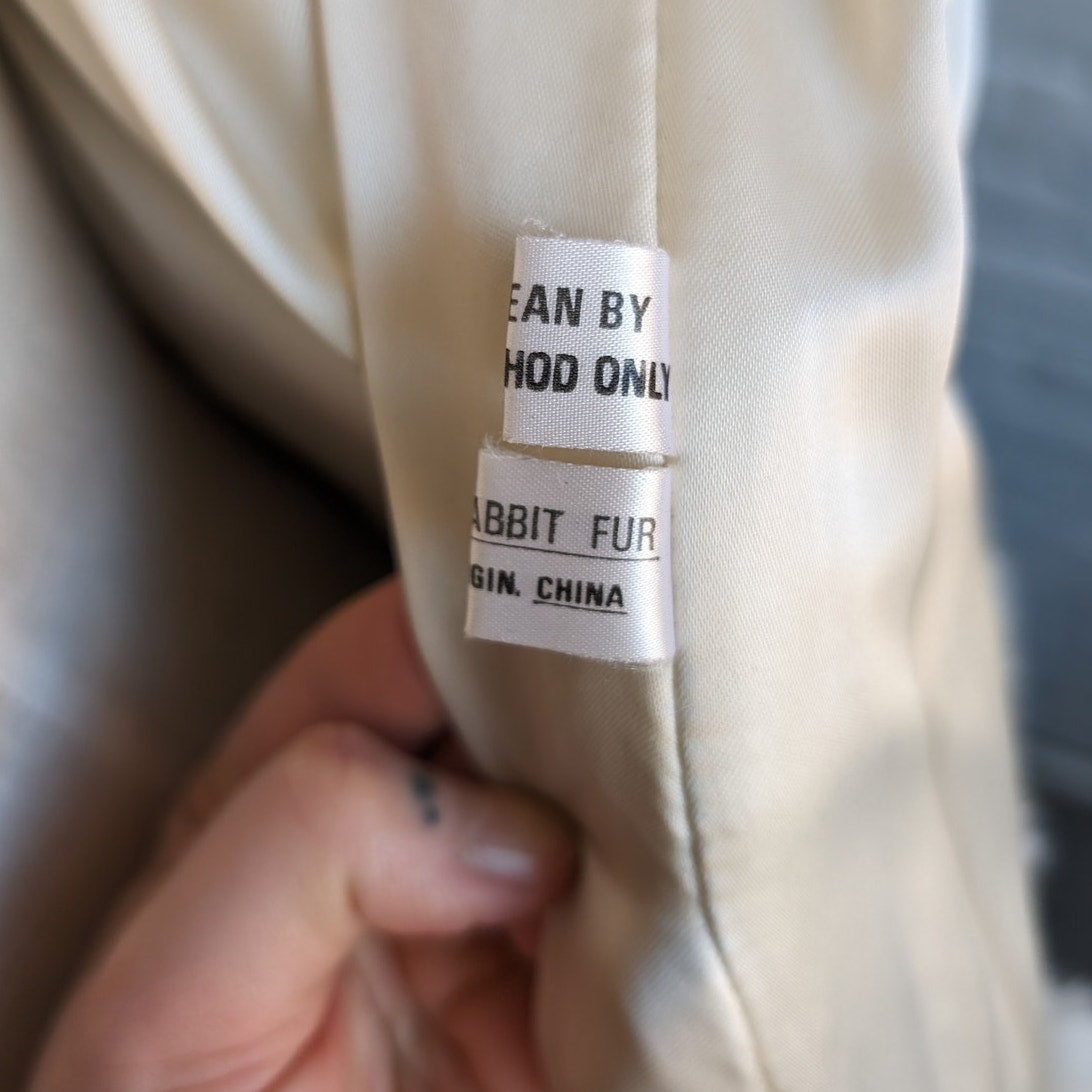 EAN BY
HOD ONLY
ABBIT FUR
GIN. CHINA